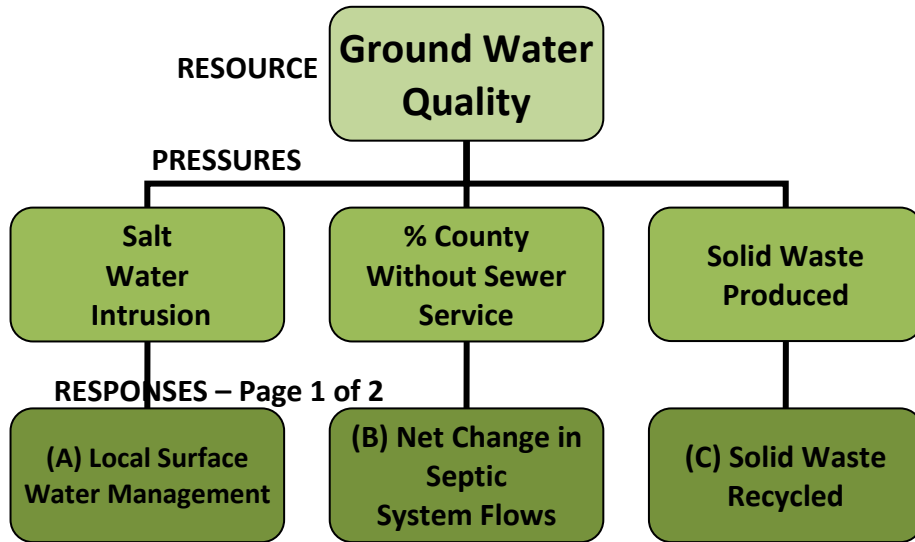 RESOURCE
Ground Water
Quality
PRESSURES
Salt
Water
Intrusion
% County
Without Sewer
Service
Solid Waste
Produced
RESPONSES – Page 1 of 2
(A) Local Surface
Water Management
(B) Net Change in
Septic
System Flows
(C) Solid Waste
Recycled